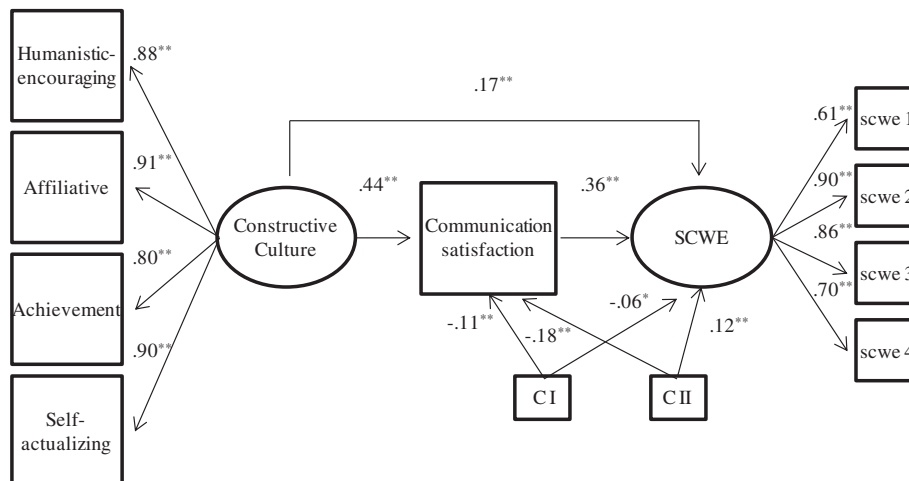 Humanistic-
encouraging
.88**
Affiliative
.91**
Achievement
.80**
Self-
actualizing
.90**
Constructive
Culture
.17**
.44**
Communication
satisfaction
.36**
SCWE
-.11**
-.18**
-.06*
.12**
C I
C II
.61**
scwe 1
.90**
scwe 2
.86**
scwe 3
.70**
scwe 4